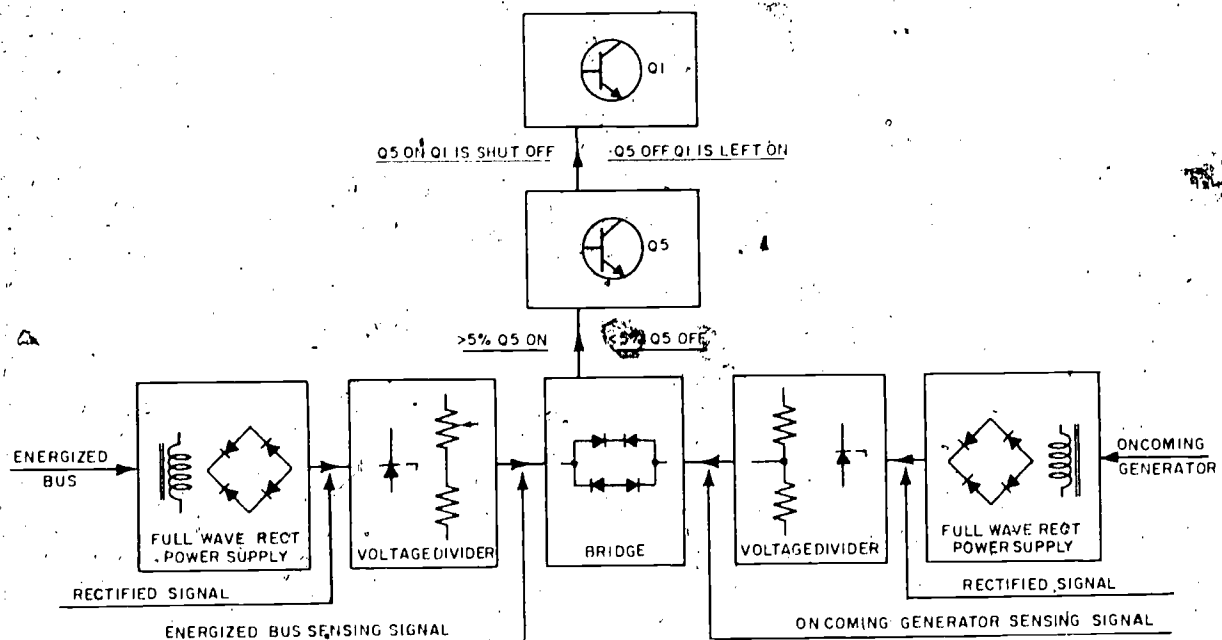 Q1
Q5 ON Q1 IS SHUT OFF
Q5 OFF Q1 IS LEFT ON
Q5
>5% Q5 ON
<5% Q5 OFF
ENERGIZED
BUS
FULL WAVE RECT
POWER SUPPLY
VOLTAGE DIVIDER
BRIDGE
VOLTAGE DIVIDER
FULL WAVE RECT
POWER SUPPLY
ONCOMING
GENERATOR
RECTIFIED SIGNAL
RECTIFIED SIGNAL
ENERGIZED BUS SENSING SIGNAL
ONCOMING GENERATOR SENSING SIGNAL